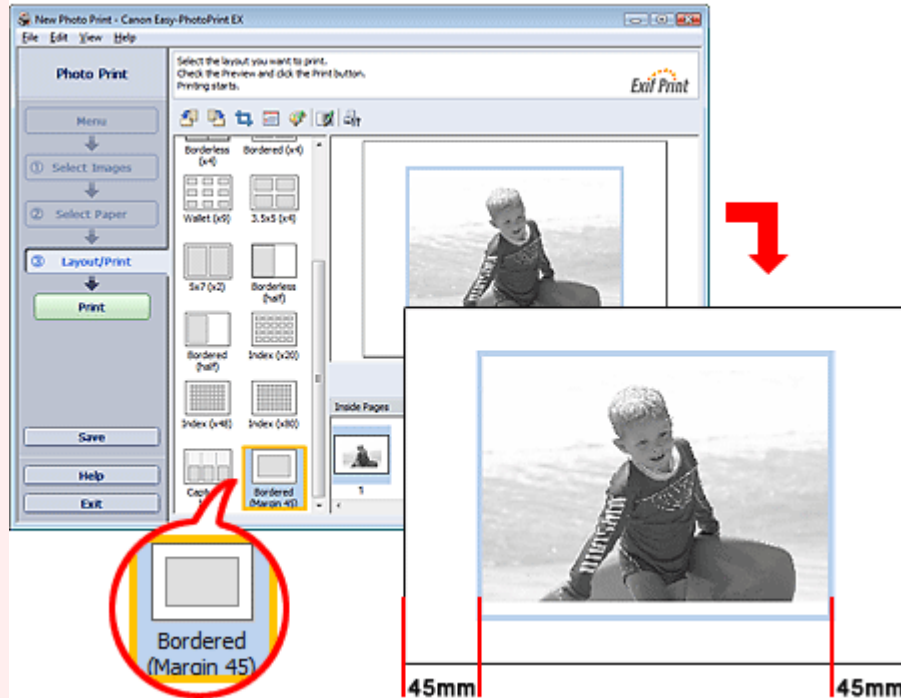 New Photo Print - Canon Easy-PhotoPrint EX
File Edit View Help
Photo Print
Select the layout you want to print.
Check the Preview and click the Print button.
Printing starts.
Exif Print
Menu
① Select Images
② Select Paper
③ Layout/Print
Print
Save
Help
Exit
Borderless
(x4)
Bordered (x4)
Wallet (x9)
3.5x5 (x4)
5x7 (x2)
Borderless
(half)
Bordered
(half)
Index (x20)
Index (x48)
Index (x80)
Bordered
(Margin 45)
Inside Pages
1
Bordered
(Margin 45)
45mm
45mm